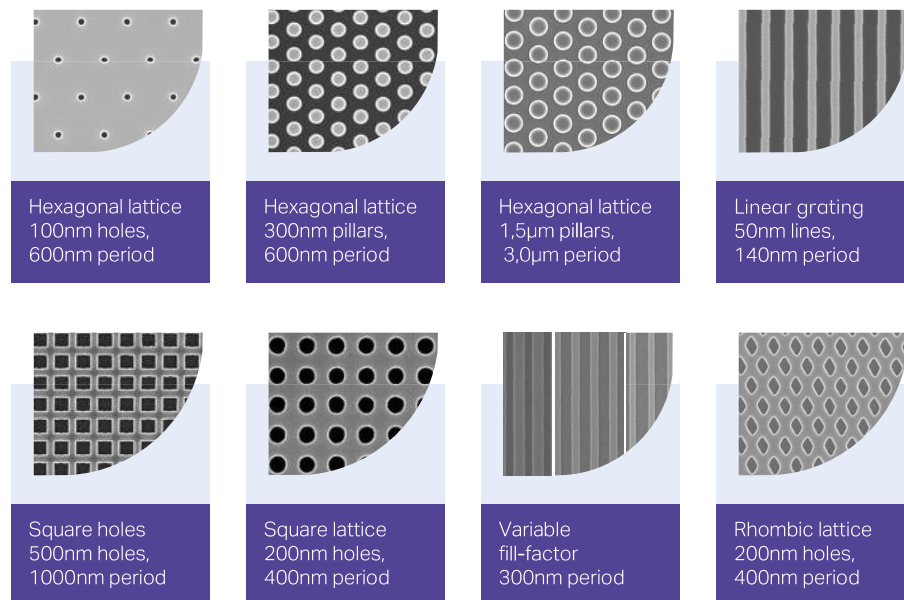 Hexagonal lattice
100nm holes,
600nm period
Hexagonal lattice
300nm pillars,
600nm period
Hexagonal lattice
1,5µm pillars,
3,0µm period
Linear grating
50nm lines,
140nm period
Square holes
500nm holes,
1000nm period
Square lattice
200nm holes,
400nm period
Variable
fill-factor
300nm period
Rhombic lattice
200nm holes,
400nm period